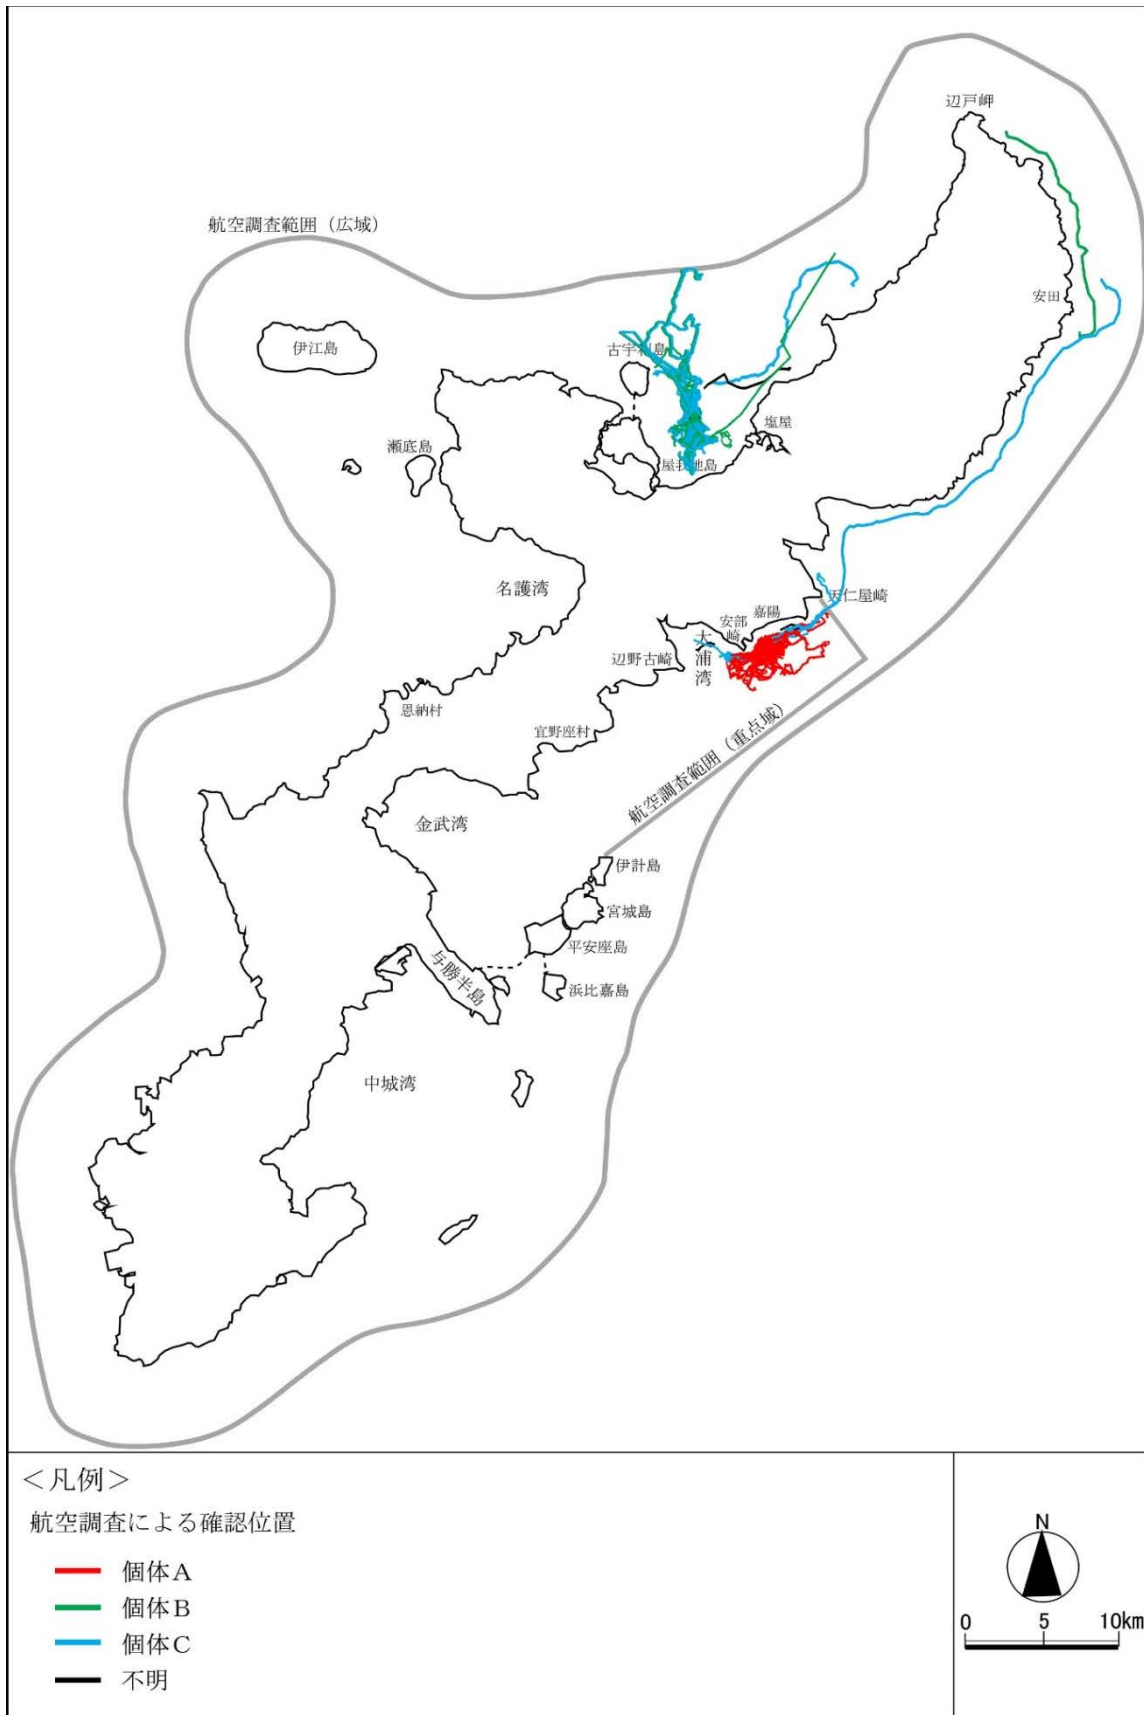 辺戸岬
航空調査範囲（広域）
安田
伊江島
古宇利島
瀬底島
塩屋
屋我地島
名護湾
天仁屋崎
嘉陽
安部崎
大浦湾
辺野古崎
恩納村
宜野座村
航空調査範囲（重点域）
金武湾
伊計島
宮城島
平安座島
与勝半島
浜比嘉島
中城湾
＜凡例＞
航空調査による確認位置
個体A
個体B
個体C
不明
N
0 5 10km